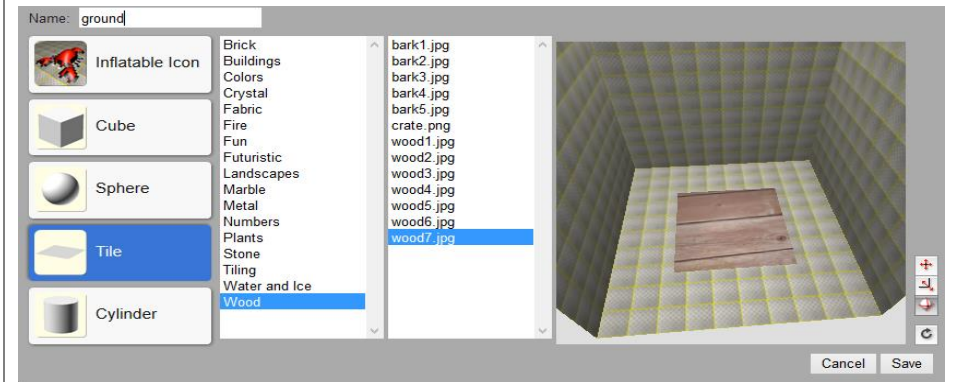 Name: ground
Inflatable Icon
Cube
Sphere
Tile
Cylinder
Brick
Buildings
Colors
Crystal
Fabric
Fire
Fun
Futuristic
Landscapes
Marble
Metal
Numbers
Plants
Stone
Tiling
Water and Ice
Wood
bark1.jpg
bark2.jpg
bark3.jpg
bark4.jpg
bark5.jpg
crate.png
wood1.jpg
wood2.jpg
wood3.jpg
wood4.jpg
wood5.jpg
wood6.jpg
wood7.jpg
Cancel
Save